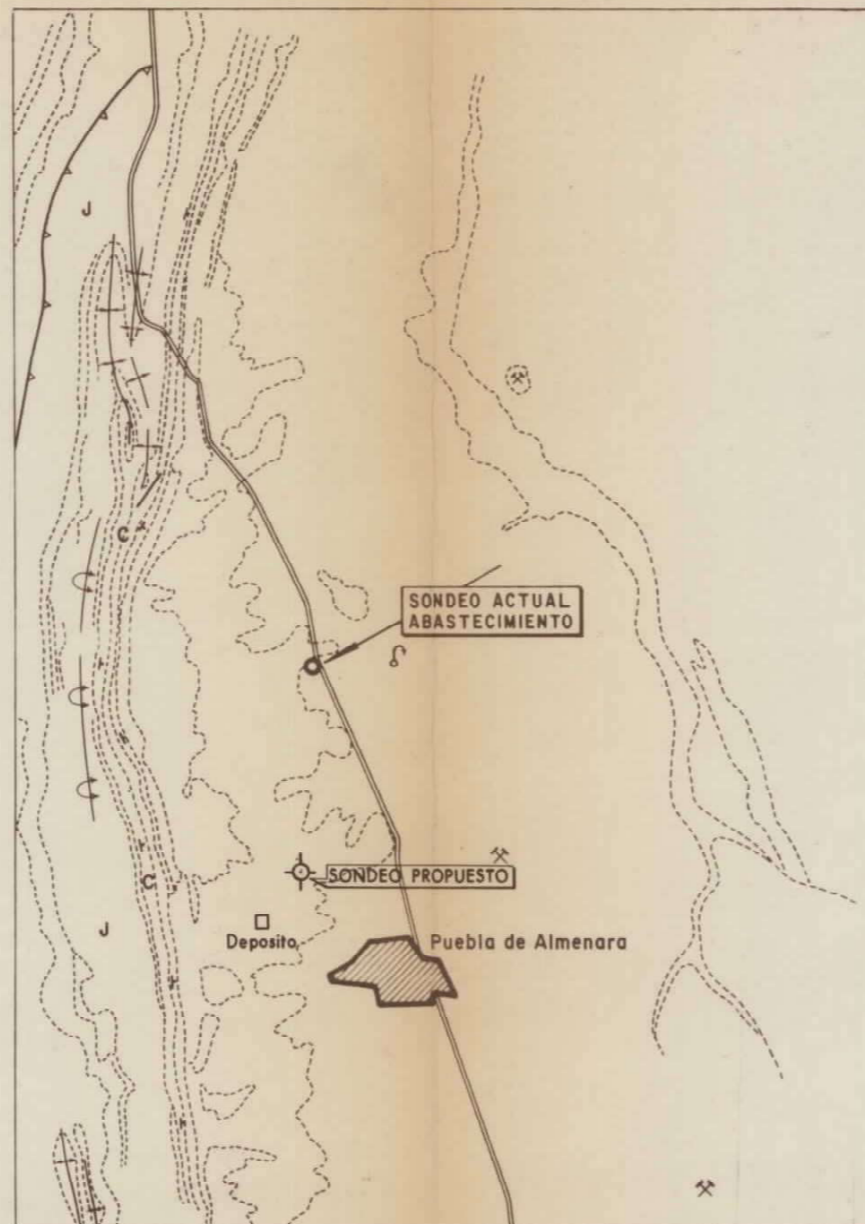 J
C
SONDEO ACTUAL
ABASTECIMIENTO
SONDEO PROPUESTO
C
J
Deposito
Puebla de Almenara